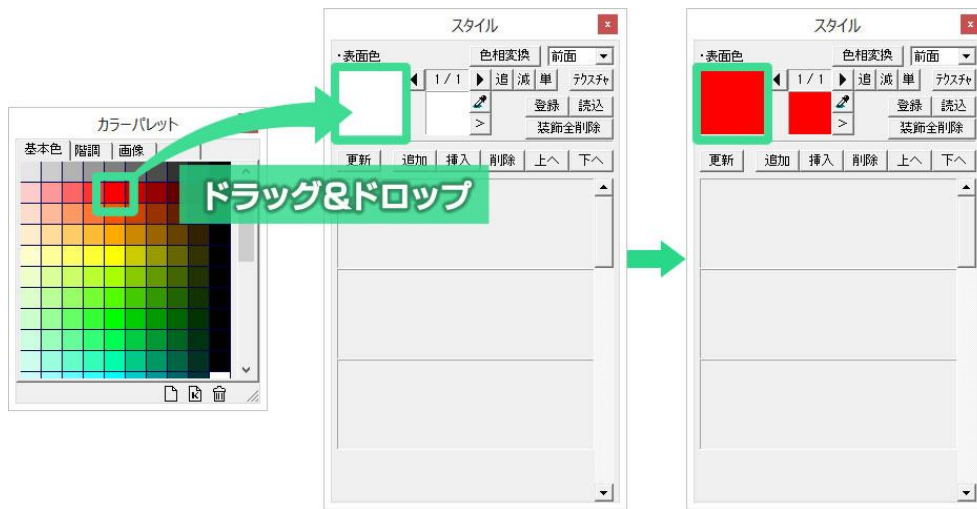 カラーパレット
基本色 階調 画像
ドラッグ&ドロップ
スタイル
・表面色 色相変換 前面
1/1 追 減 単 テクスチャ
登録 読込
> 装飾全削除
更新 追加 挿入 削除 上へ 下へ
スタイル
・表面色 色相変換 前面
1/1 追 減 単 テクスチャ
登録 読込
> 装飾全削除
更新 追加 挿入 削除 上へ 下へ